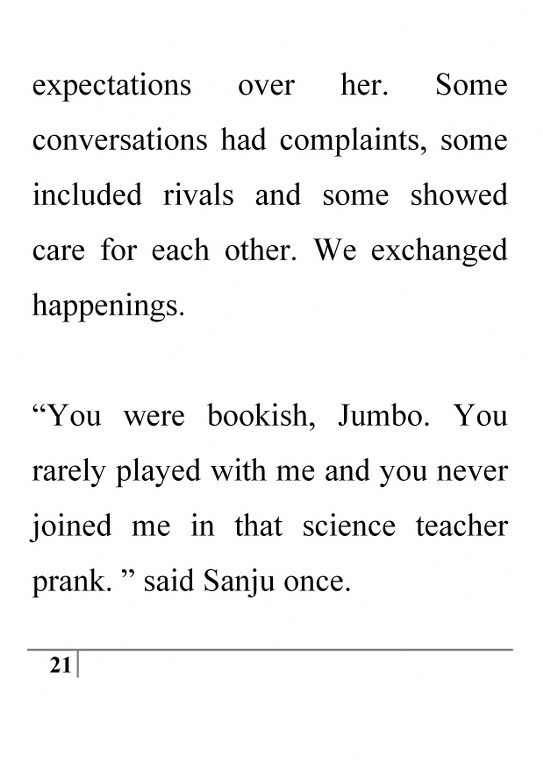 expectations over her. Some
conversations had complaints, some
included rivals and some showed
care for each other. We exchanged
happenings.
“You were bookish, Jumbo. You
rarely played with me and you never
joined me in that science teacher
prank. ” said Sanju once.
21